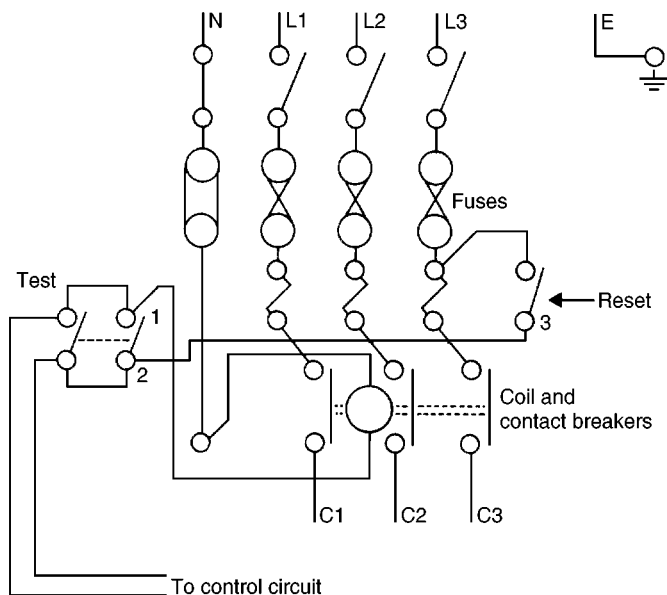 N
L1
L2
L3
E
Fuses
Test
1
Reset
3
2
Coil and
contact breakers
C1
C2
C3
To control circuit